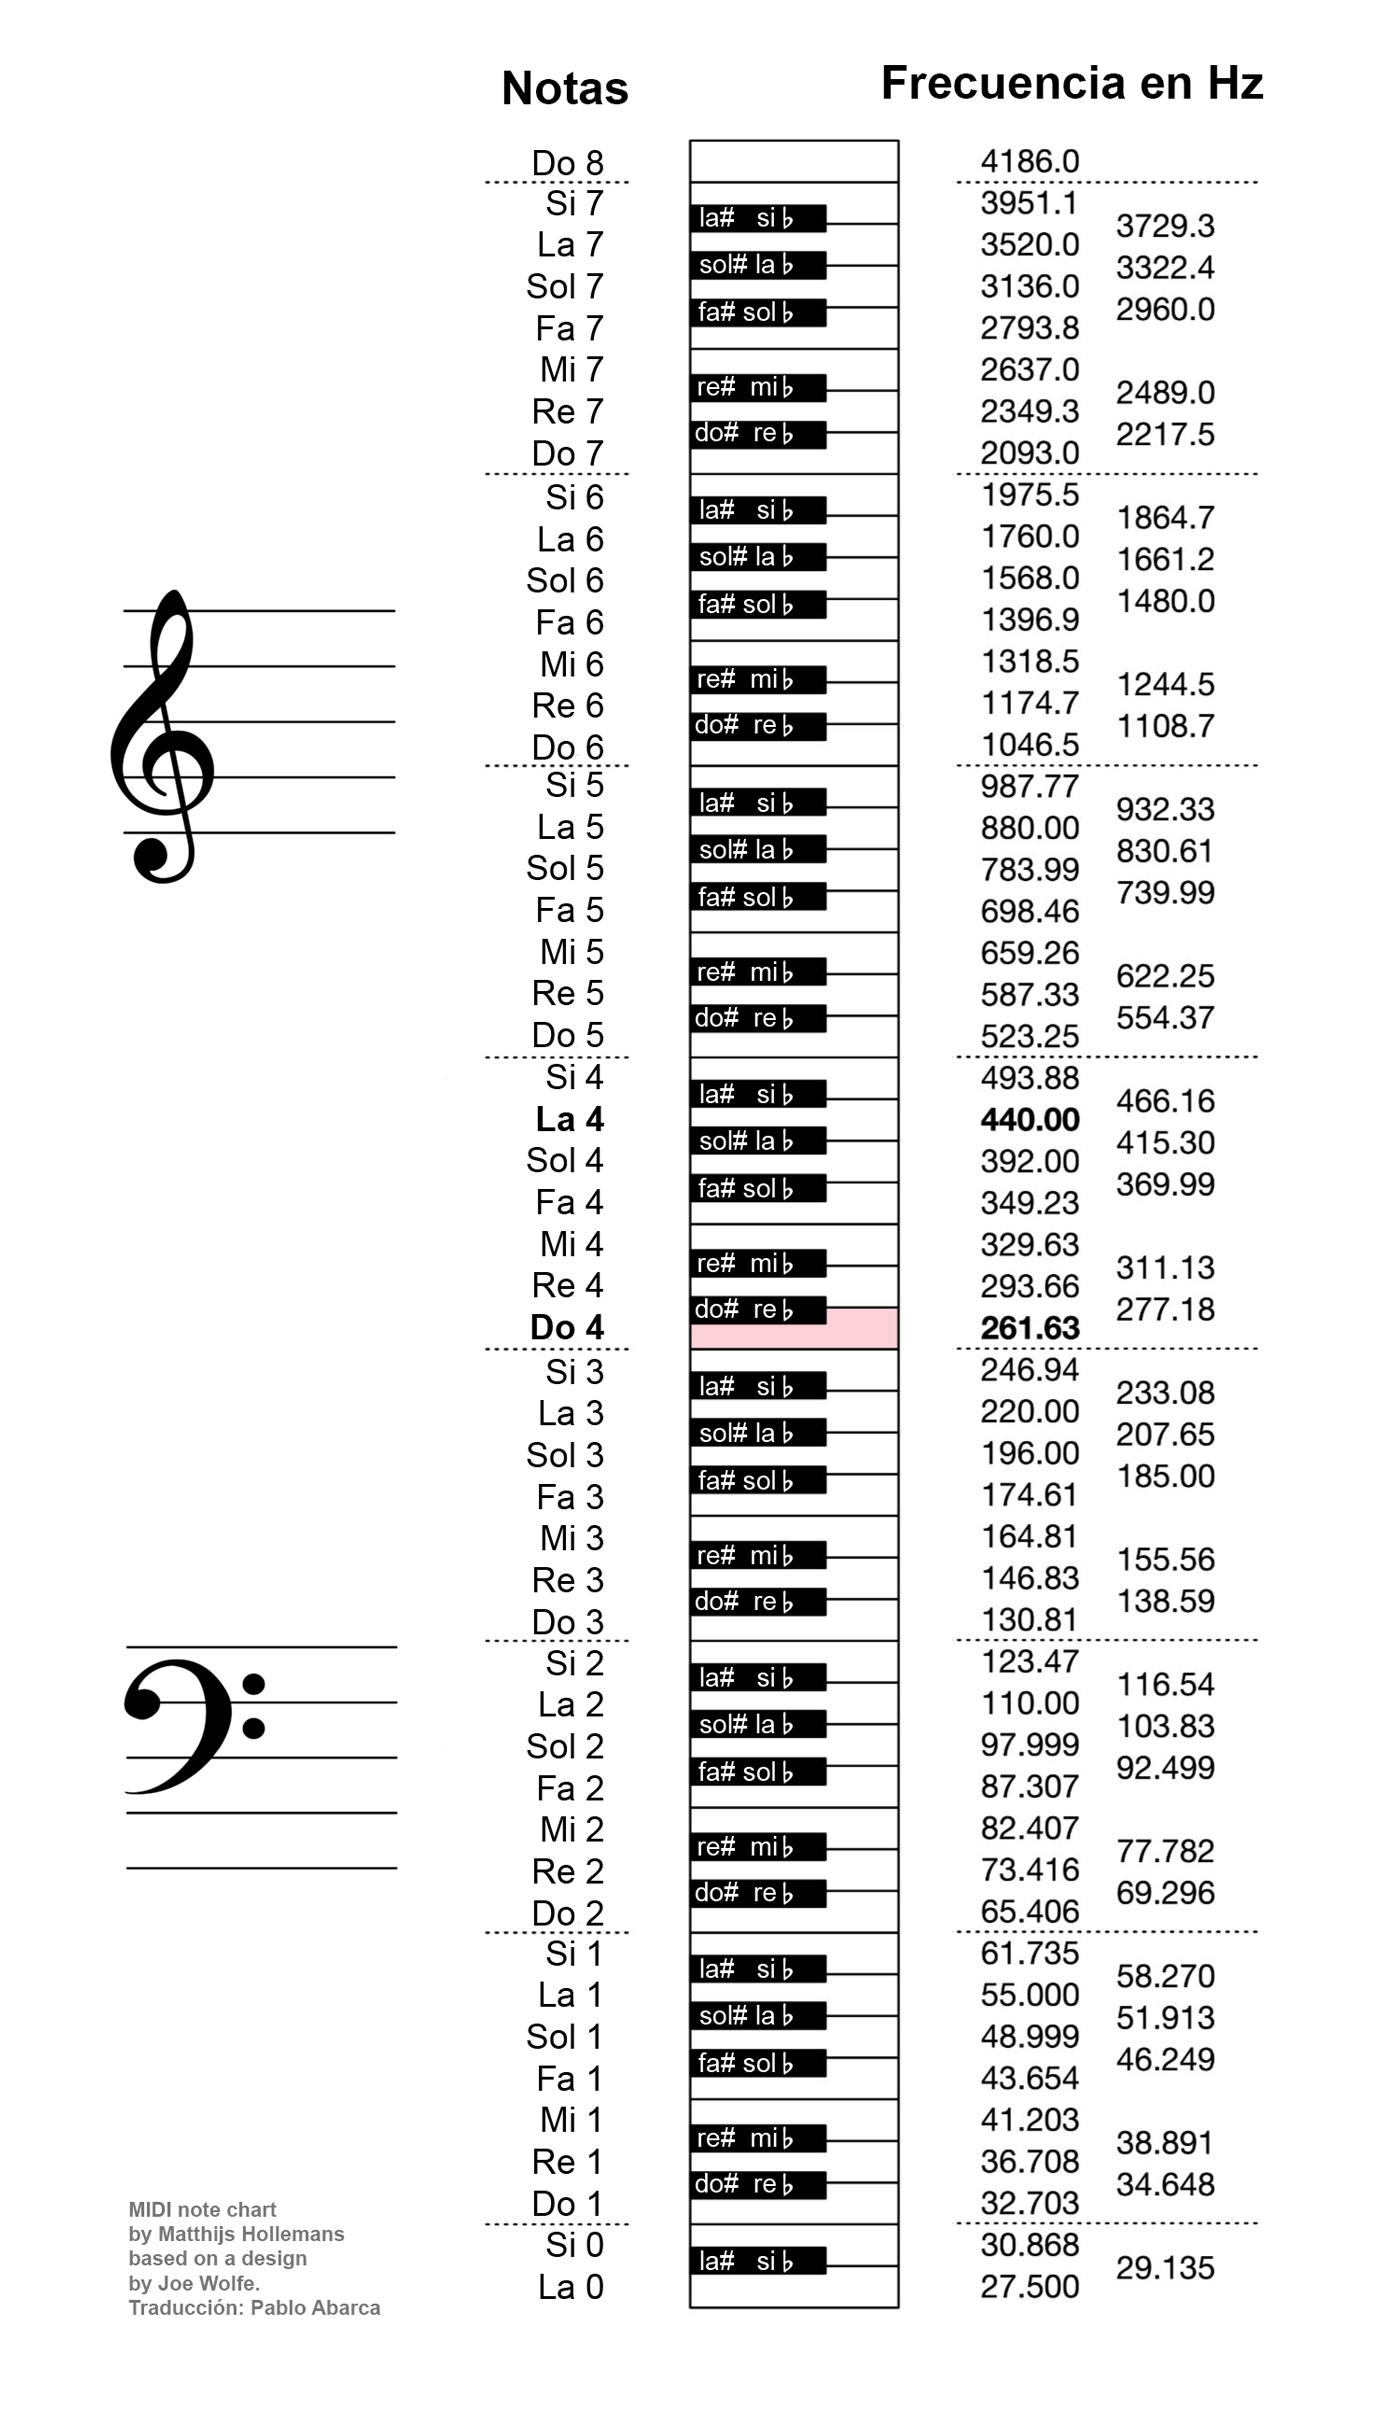 Notas Frecuencia en Hz
Do 8 4186.0
Si 7 3951.1
la# si♭ 3729.3
La 7 3520.0
sol# la♭ 3322.4
Sol 7 3136.0
fa# sol♭ 2960.0
Fa 7 2793.8
Mi 7 2637.0
re# mi♭ 2489.0
Re 7 2349.3
do# re♭ 2217.5
Do 7 2093.0
Si 6 1975.5
la# si♭ 1864.7
La 6 1760.0
sol# la♭ 1661.2
Sol 6 1568.0
fa# sol♭ 1480.0
Fa 6 1396.9
Mi 6 1318.5
re# mi♭ 1244.5
Re 6 1174.7
do# re♭ 1108.7
Do 6 1046.5
Si 5 987.77
la# si♭ 932.33
La 5 880.00
sol# la♭ 830.61
Sol 5 783.99
fa# sol♭ 739.99
Fa 5 698.46
Mi 5 659.26
re# mi♭ 622.25
Re 5 587.33
do# re♭ 554.37
Do 5 523.25
Si 4 493.88
la# si♭ 466.16
La 4 440.00
sol# la♭ 415.30
Sol 4 392.00
fa# sol♭ 369.99
Fa 4 349.23
Mi 4 329.63
re# mi♭ 311.13
Re 4 293.66
do# re♭ 277.18
Do 4 261.63
Si 3 246.94
la# si♭ 233.08
La 3 220.00
sol# la♭ 207.65
Sol 3 196.00
fa# sol♭ 185.00
Fa 3 174.61
Mi 3 164.81
re# mi♭ 155.56
Re 3 146.83
do# re♭ 138.59
Do 3 130.81
Si 2 123.47
la# si♭ 116.54
La 2 110.00
sol# la♭ 103.83
Sol 2 97.999
fa# sol♭ 92.499
Fa 2 87.307
Mi 2 82.407
re# mi♭ 77.782
Re 2 73.416
do# re♭ 69.296
Do 2 65.406
Si 1 61.735
la# si♭ 58.270
La 1 55.000
sol# la♭ 51.913
Sol 1 48.999
fa# sol♭ 46.249
Fa 1 43.654
Mi 1 41.203
re# mi♭ 38.891
Re 1 36.708
do# re♭ 34.648
Do 1 32.703
Si 0 30.868
la# si♭ 29.135
La 0 27.500
MIDI note chart
by Matthijs Hollemans
based on a design
by Joe Wolfe.
Traducción: Pablo Abarca